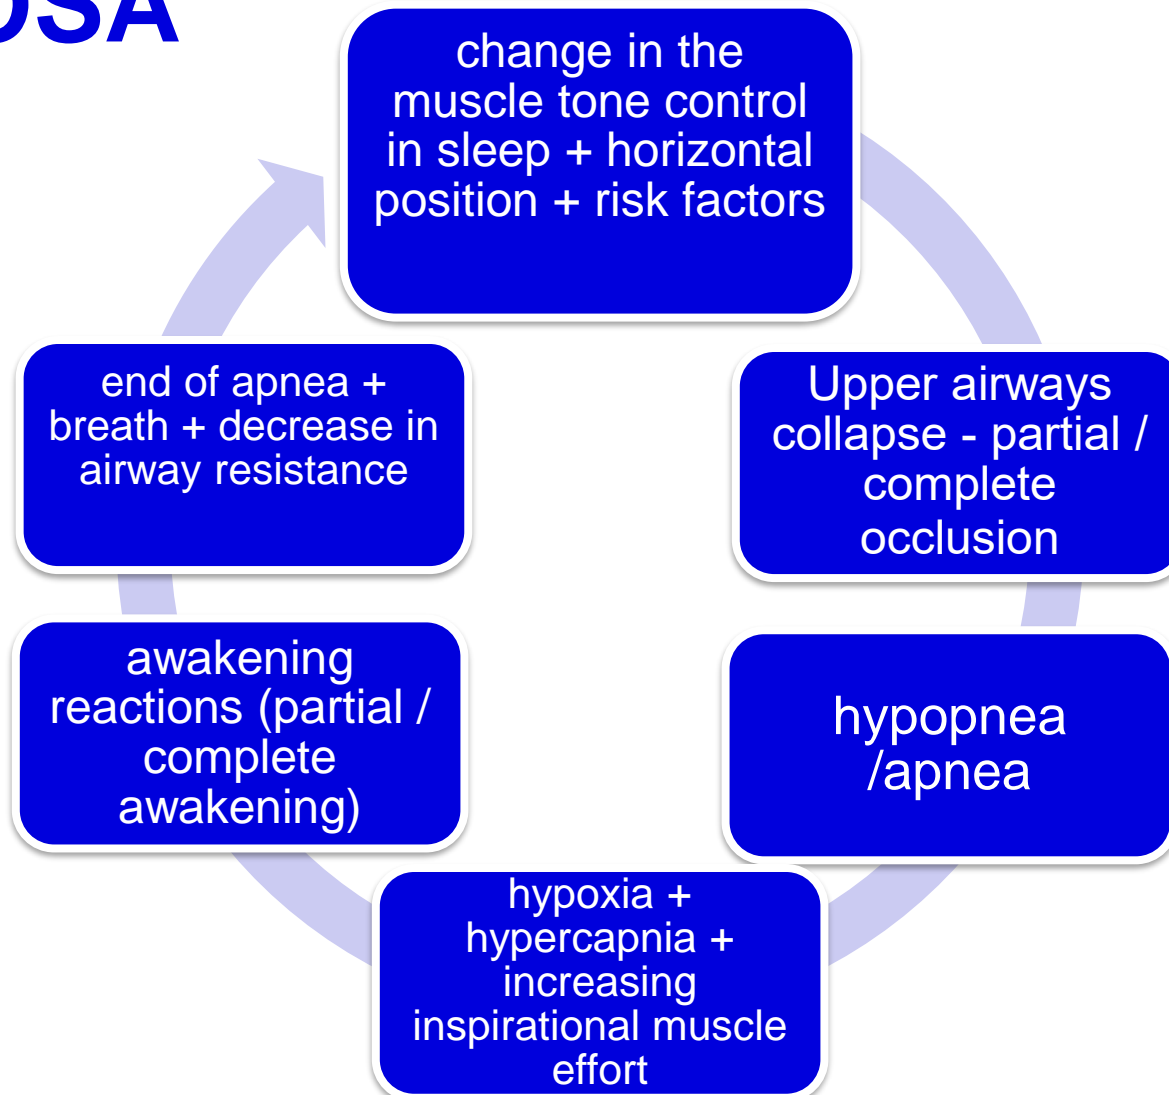 OSA
change in the
muscle tone control
in sleep + horizontal
position + risk factors
Upper airways
collapse - partial /
complete
occlusion
hypopnea
/apnea
hypoxia +
hypercapnia +
increasing
inspirational muscle
effort
awakening
reactions (partial /
complete
awakening)
end of apnea +
breath + decrease in
airway resistance